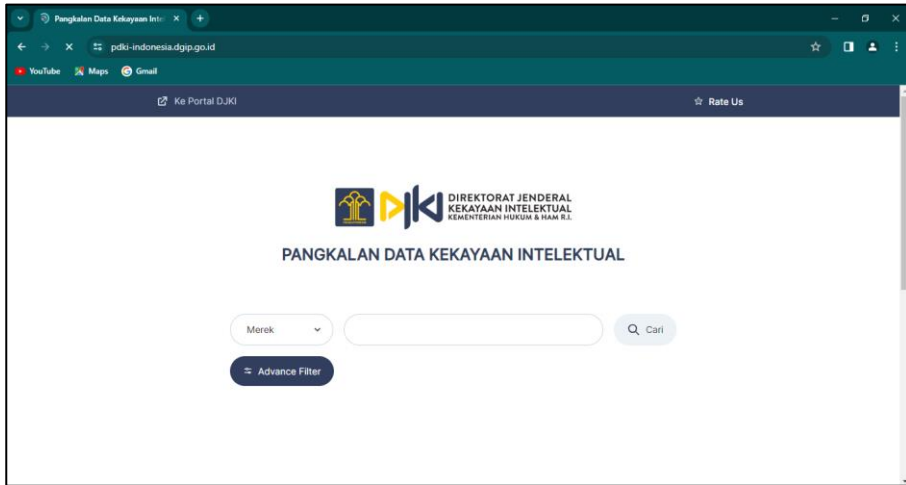 Pangkalan Data Kekayaan Inte
pdki-indonesia.dgip.go.id
YouTube Maps Gmail
Ke Portal DJKI Rate Us
DJKI DIREKTORAT JENDERAL
KEKAYAAN INTELEKTUAL
KEMENTERIAN HUKUM & HAM R.I.
PANGKALAN DATA KEKAYAAN INTELEKTUAL
Merek Cari
Advance Filter